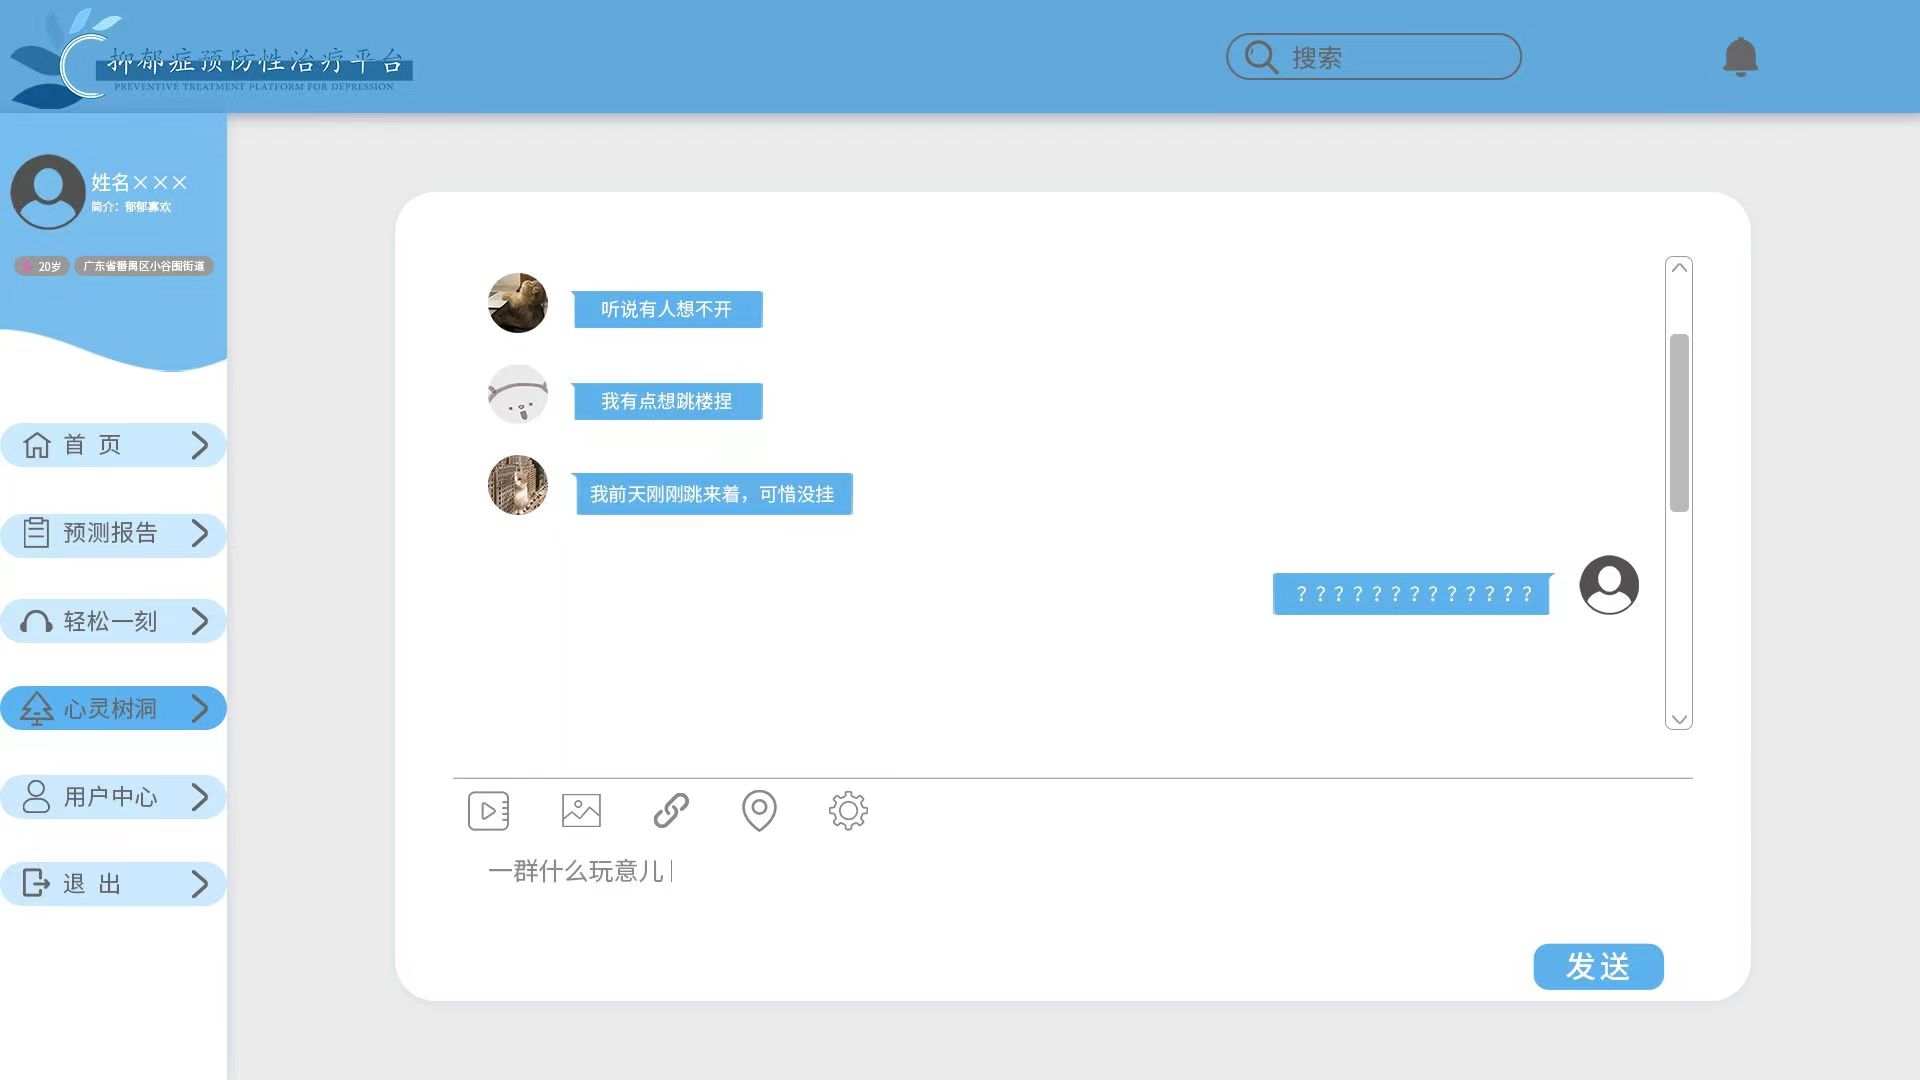 抑郁症预防性治疗平台
PREVENTIVE TREATMENT PLATFORM FOR DEPRESSION
搜索
姓名×××
简介：郁郁寡欢
20岁
广东省番禺区小谷围街道
首 页
预测报告
轻松一刻
心灵树洞
用户中心
退 出
听说有人想不开
我有点想跳楼捏
我前天刚刚跳来着，可惜没挂
？？？？？？？？？？？？？
一群什么玩意儿
发送